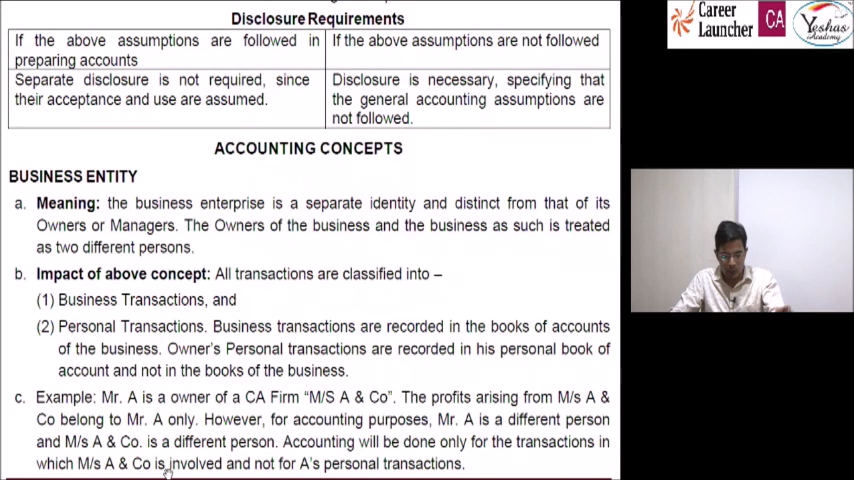 Disclosure Requirements
If the above assumptions are followed in
preparing accounts
If the above assumptions are not followed
Separate disclosure is not required, since
their acceptance and use are assumed.
Disclosure is necessary, specifying that
the general accounting assumptions are
not followed.
ACCOUNTING CONCEPTS
BUSINESS ENTITY
a. Meaning: the business enterprise is a separate identity and distinct from that of its
Owners or Managers. The Owners of the business and the business as such is treated
as two different persons.
b. Impact of above concept: All transactions are classified into –
(1) Business Transactions, and
(2) Personal Transactions. Business transactions are recorded in the books of accounts
of the business. Owner's Personal transactions are recorded in his personal book of
account and not in the books of the business.
c. Example: Mr. A is a owner of a CA Firm “M/S A & Co”. The profits arising from M/s A &
Co belong to Mr. A only. However, for accounting purposes, Mr. A is a different person
and M/s A & Co. is a different person. Accounting will be done only for the transactions in
which M/s A & Co is involved and not for A's personal transactions.
Career
Launcher
CA
Yeshas
Academy